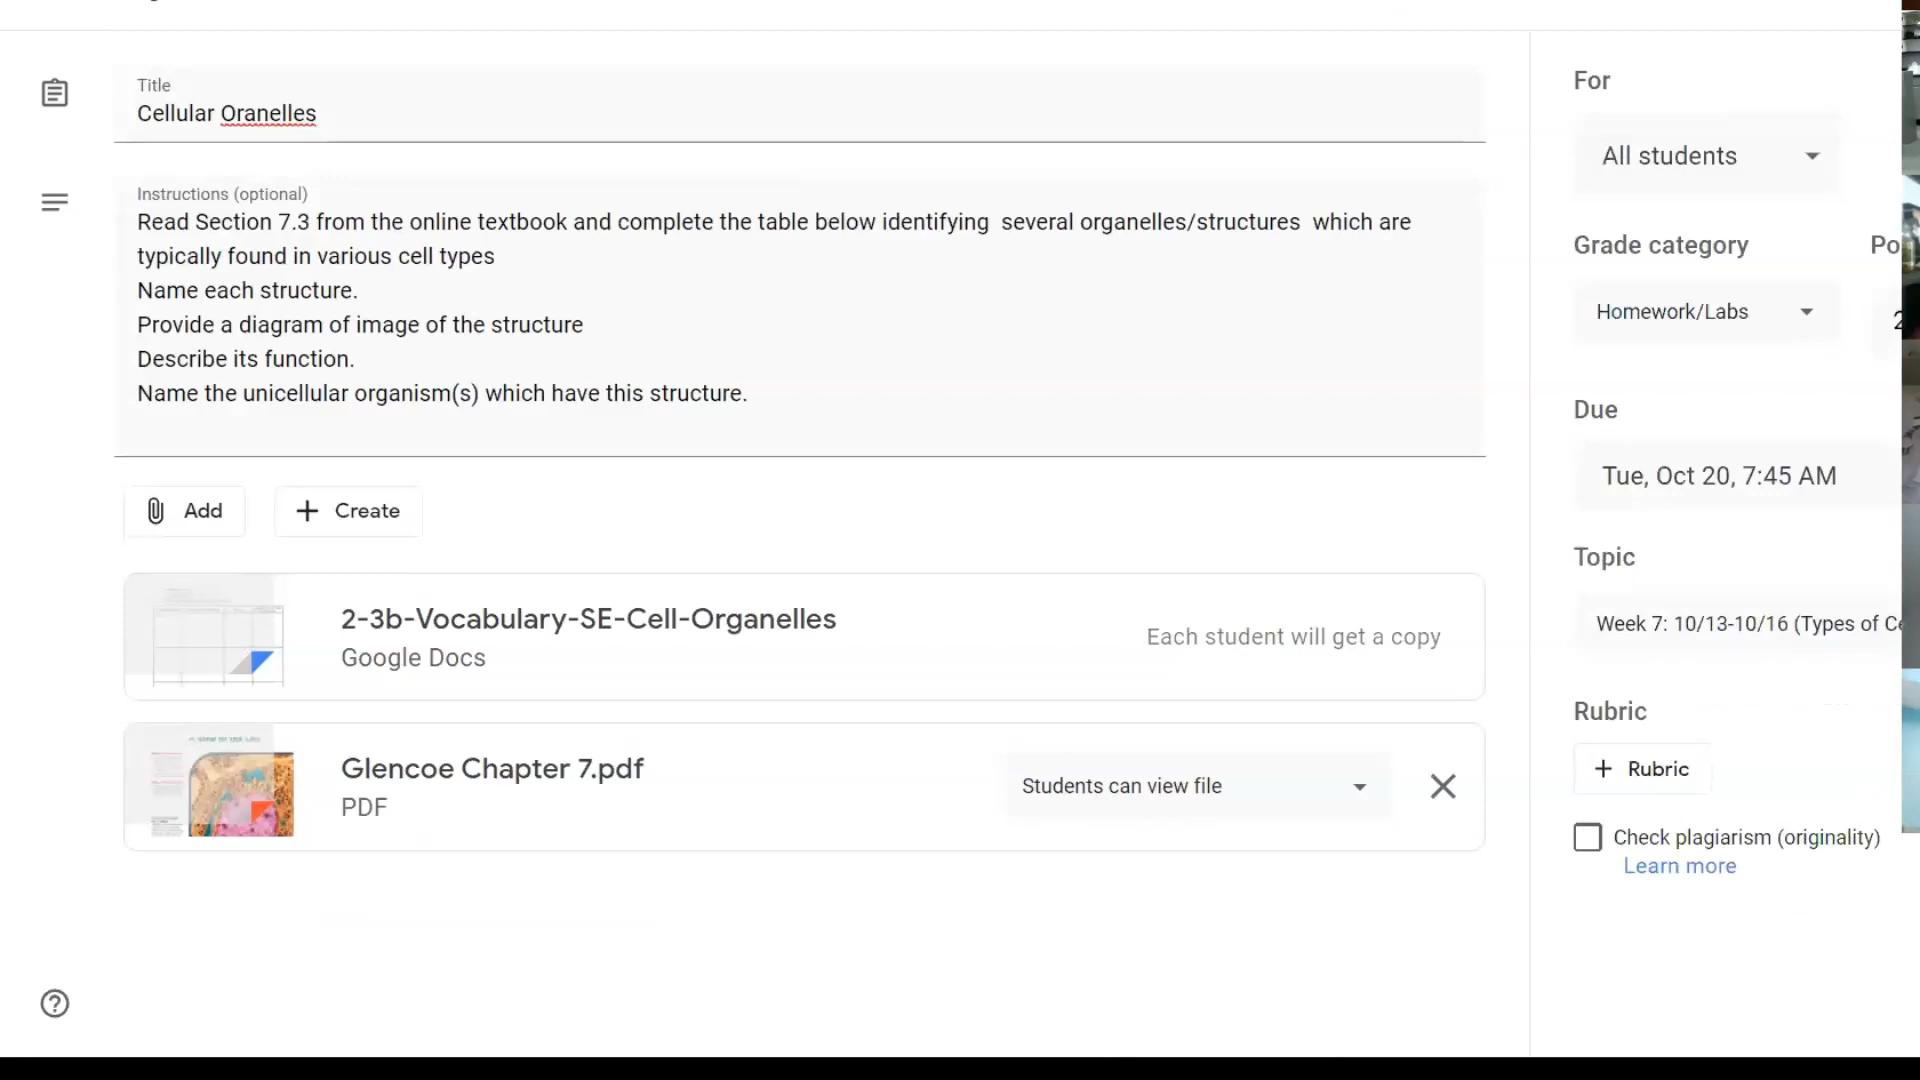 Title
Cellular Oranelles
Instructions (optional)
Read Section 7.3 from the online textbook and complete the table below identifying  several organelles/structures  which are
typically found in various cell types
Name each structure.
Provide a diagram of image of the structure
Describe its function.
Name the unicellular organism(s) which have this structure.
Add
Create
2-3b-Vocabulary-SE-Cell-Organelles
Google Docs
Each student will get a copy
Glencoe Chapter 7.pdf
PDF
Students can view file
For
All students
Grade category
Po
Homework/Labs
2
Due
Tue, Oct 20, 7:45 AM
Topic
Week 7: 10/13-10/16 (Types of Ce
Rubric
Rubric
Check plagiarism (originality)
Learn more